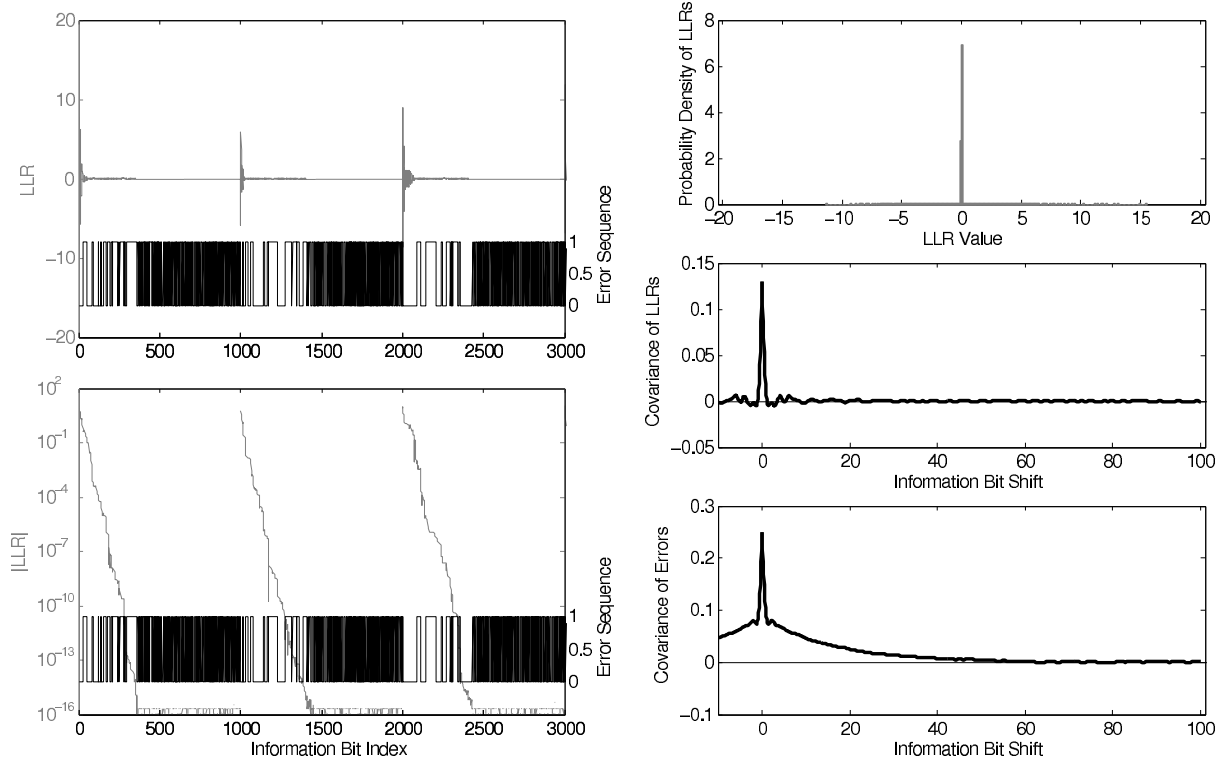 20
10
0
−10
−20
LLR
0 500 1000 1500 2000 2500 3000
1
0.5
0
Error Sequence
10^2
10^−1
10^−4
10^−7
10^−10
10^−13
10^−16
|LLR|
0 500 1000 1500 2000 2500 3000
Information Bit Index
1
0.5
0
Error Sequence
8
6
4
2
0
Probability Density of LLRs
−20 −15 −10 −5 0 5 10 15 20
LLR Value
0.15
0.1
0.05
0
−0.05
Covariance of LLRs
0 20 40 60 80 100
Information Bit Shift
0.3
0.2
0.1
0
−0.1
Covariance of Errors
0 20 40 60 80 100
Information Bit Shift